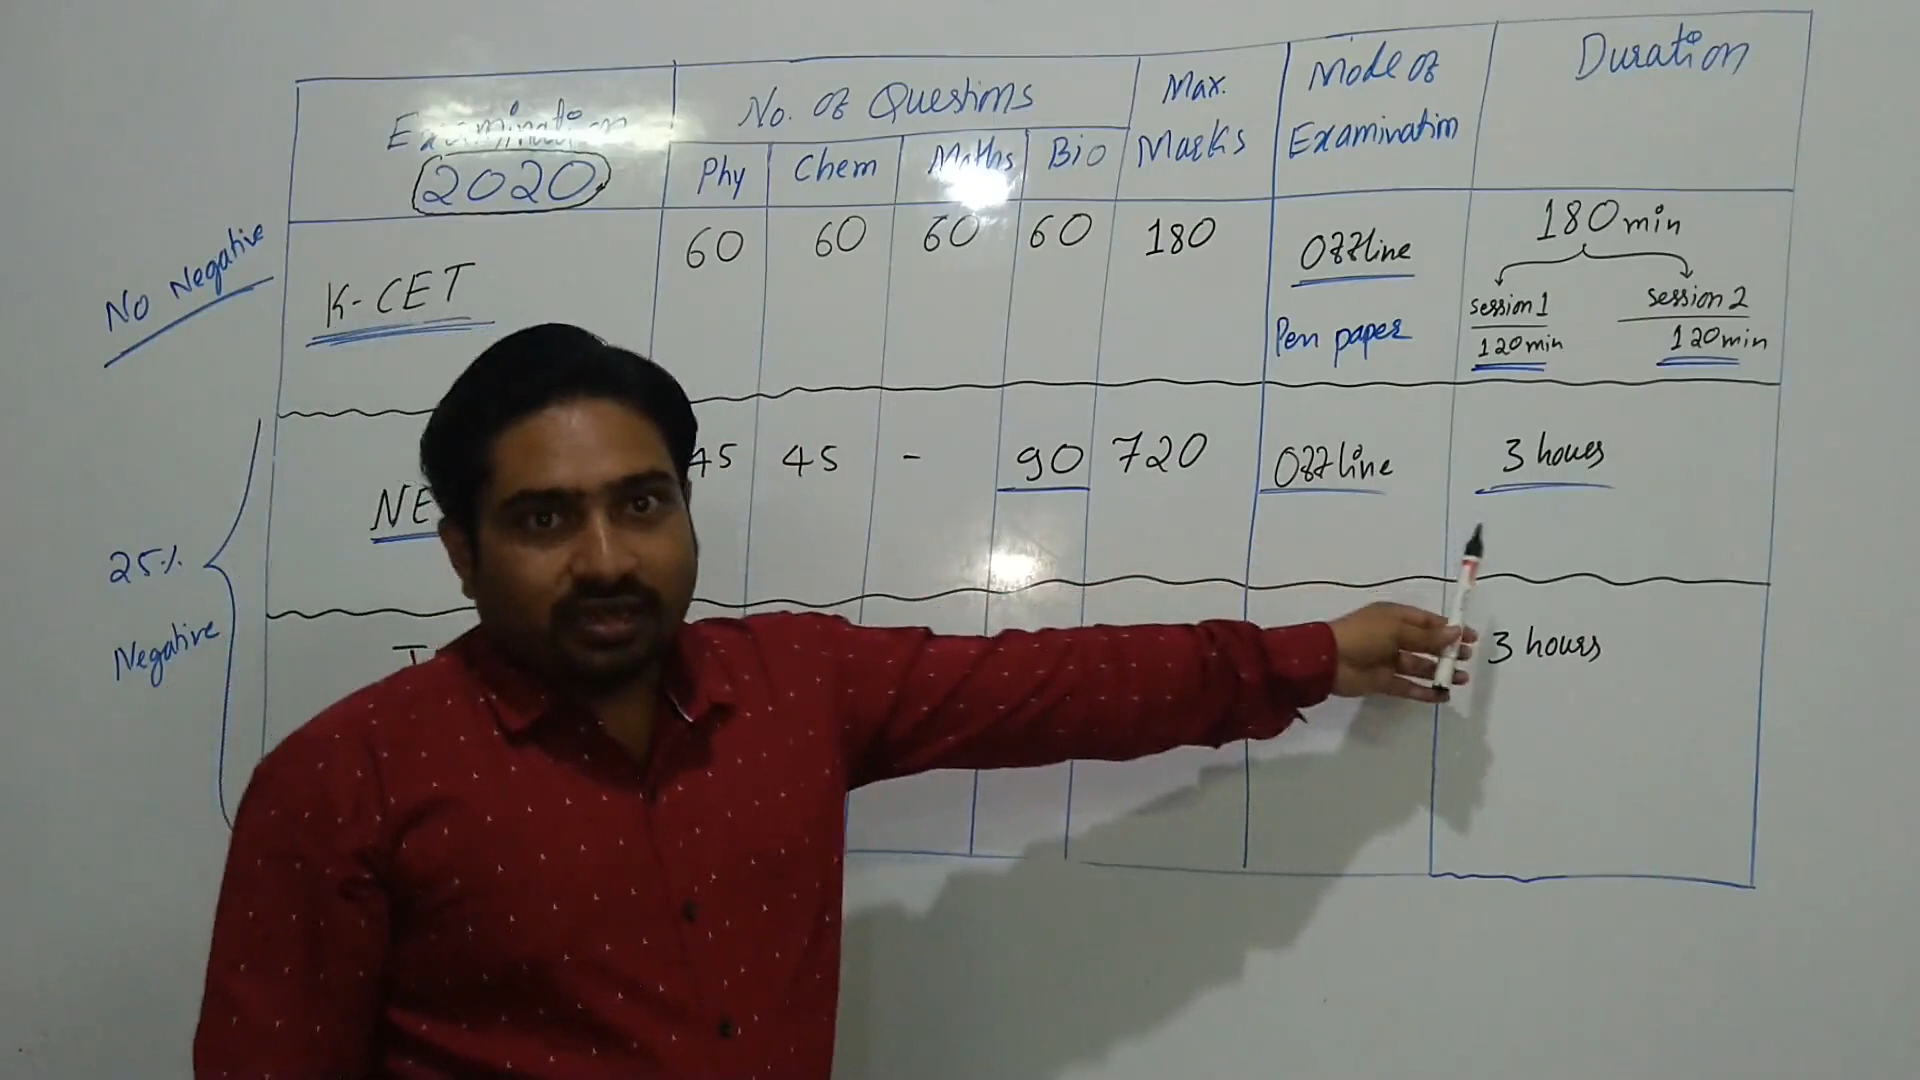 Examination
2020
No. of Questions
Max.
Marks
Mode of
Examination
Duration
Phy
Chem
Maths
Bio
No Negative
K-CET
60
60
60
60
180
Offline
Pen paper
180 min
session 1
120 min
session 2
120 min
25%
Negative
NE
45
45
-
90
720
Offline
3 hours
3 hours